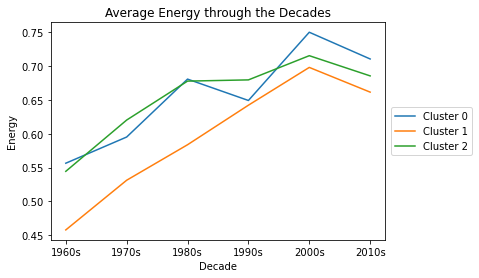 Average Energy through the Decades
0.75
0.70
0.65
0.60
0.55
0.50
0.45
Energy
1960s 1970s 1980s 1990s 2000s 2010s
Decade
Cluster 0
Cluster 1
Cluster 2